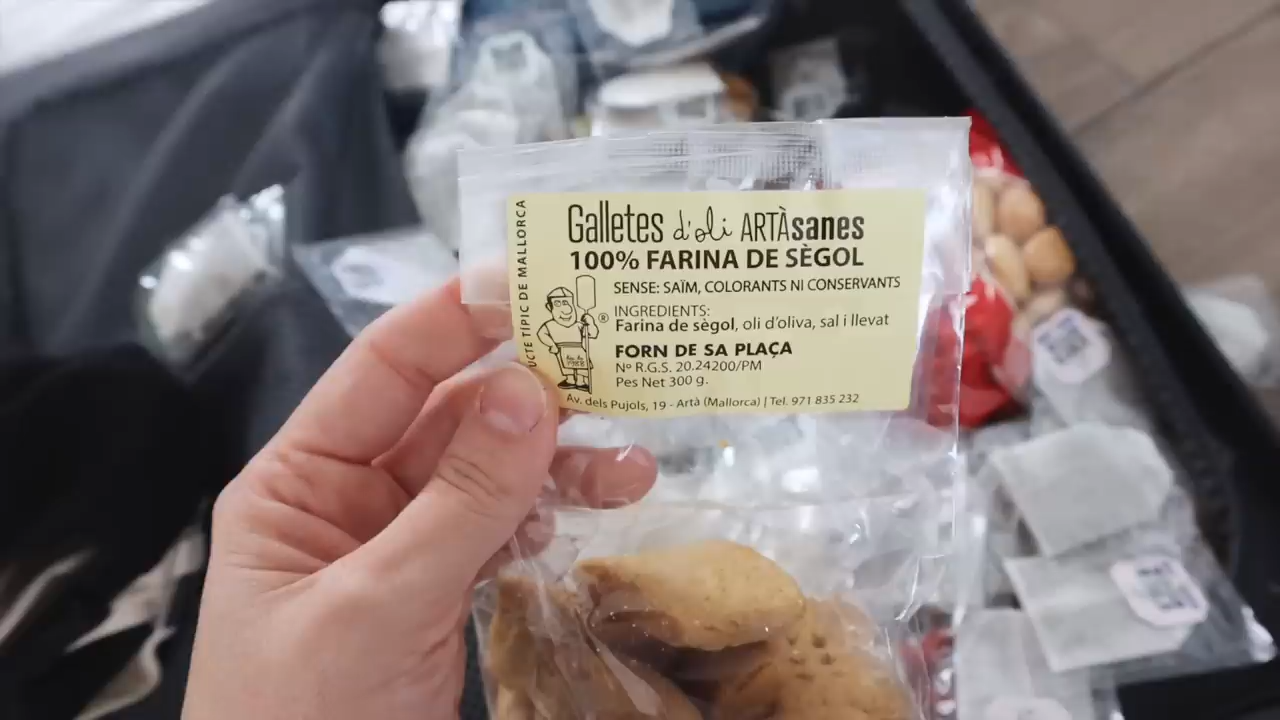 Galletes d'oli ARTÀsanes
100% FARINA DE SÈGOL
SENSE: SAÏM, COLORANTS NI CONSERVANTS
INGREDIENTS:
Farina de sègol, oli d'oliva, sal i llevat
FORN DE SA PLAÇA
Nº R.G.S. 20.24200/PM
Pes Net 300 g.
Av. dels Pujols, 19 - Artà (Mallorca) | Tel. 971 835 232
UCTE TÍPIC DE MALLORCA
®